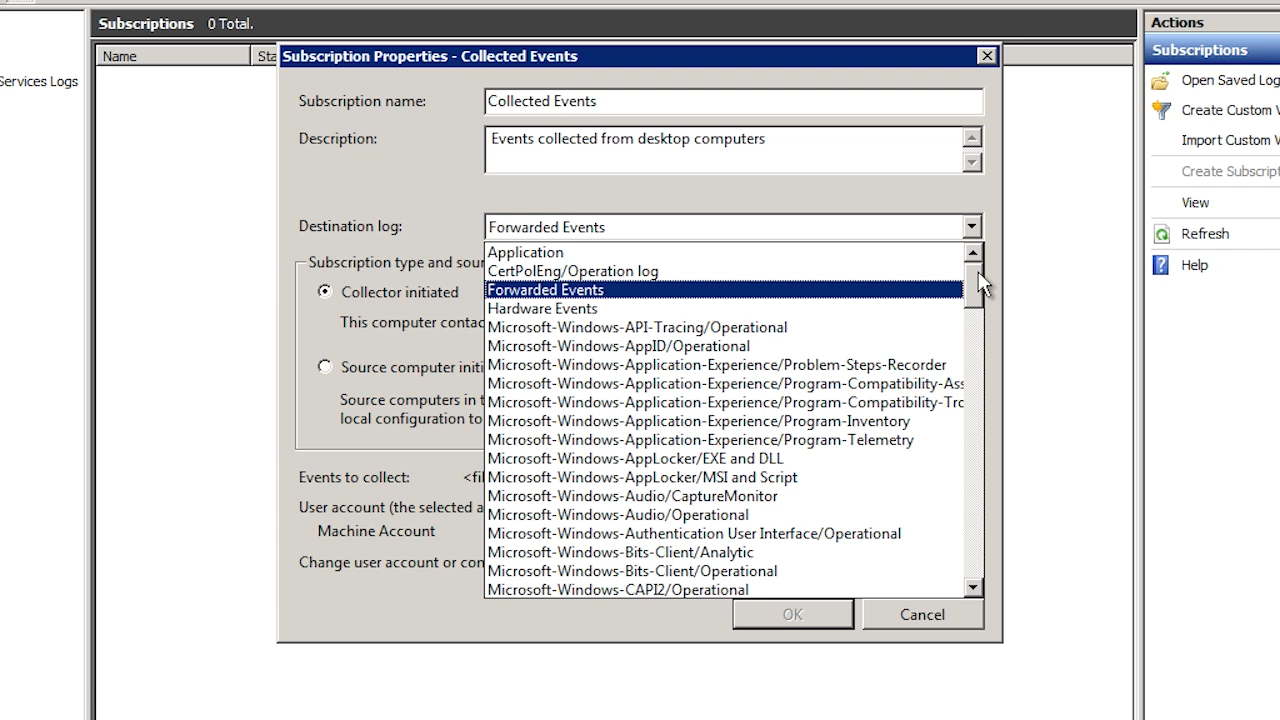 Subscriptions 0 Total.
Actions
Name
Subscription Properties - Collected Events
Subscriptions
Services Logs
Open Saved Log
Create Custom
Import Custom
Create Subscript
View
Refresh
Help
Subscription name: Collected Events
Description: Events collected from desktop computers
Destination log: Forwarded Events
Application
CertPolEng/Operation log
Forwarded Events
Hardware Events
Microsoft-Windows-API-Tracing/Operational
Microsoft-Windows-AppID/Operational
Microsoft-Windows-Application-Experience/Problem-Steps-Recorder
Microsoft-Windows-Application-Experience/Program-Compatibility-Ass
Microsoft-Windows-Application-Experience/Program-Compatibility-Tro
Microsoft-Windows-Application-Experience/Program-Inventory
Microsoft-Windows-Application-Experience/Program-Telemetry
Microsoft-Windows-AppLocker/EXE and DLL
Microsoft-Windows-AppLocker/MSI and Script
Microsoft-Windows-Audio/CaptureMonitor
Microsoft-Windows-Audio/Operational
Microsoft-Windows-Authentication User Interface/Operational
Microsoft-Windows-Bits-Client/Analytic
Microsoft-Windows-Bits-Client/Operational
Microsoft-Windows-CAPI2/Operational
Subscription type and sour
Collector initiated
This computer contac
Source computer initi
Source computers in t
local configuration to
Events to collect: <fil
User account (the selected a
Machine Account
Change user account or con
OK
Cancel